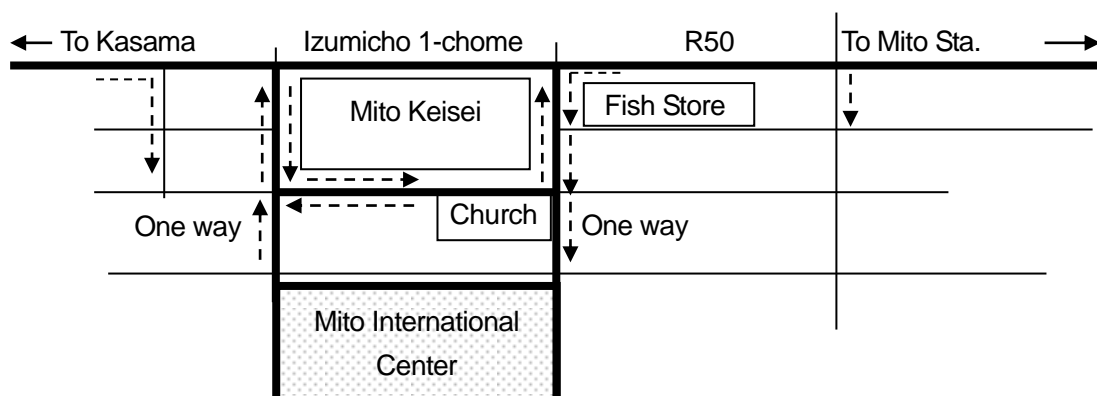 To Kasama
Izumicho 1-chome
R50
To Mito Sta.
Mito Keisei
Fish Store
One way
Church
One way
Mito International
Center